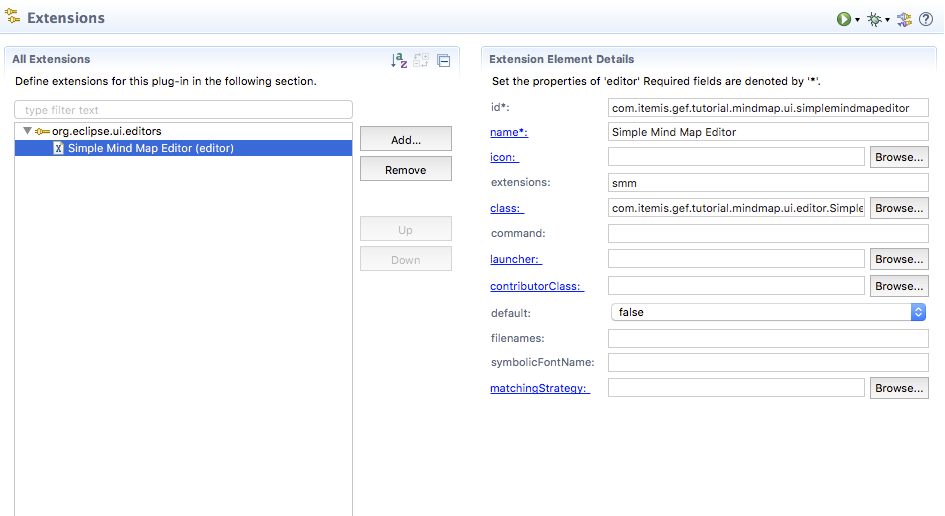 Extensions
All Extensions
Define extensions for this plug-in in the following section.
type filter text
org.eclipse.ui.editors
Simple Mind Map Editor (editor)
Add...
Remove
Up
Down
Extension Element Details
Set the properties of 'editor' Required fields are denoted by '*'.
id*: com.itemis.gef.tutorial.mindmap.ui.simplemindmapeditor
name*: Simple Mind Map Editor
icon: Browse...
extensions: smm
class: com.itemis.gef.tutorial.mindmap.ui.editor.Simple Browse...
command:
launcher: Browse...
contributorClass: Browse...
default: false
filenames:
symbolicFontName:
matchingStrategy: Browse...